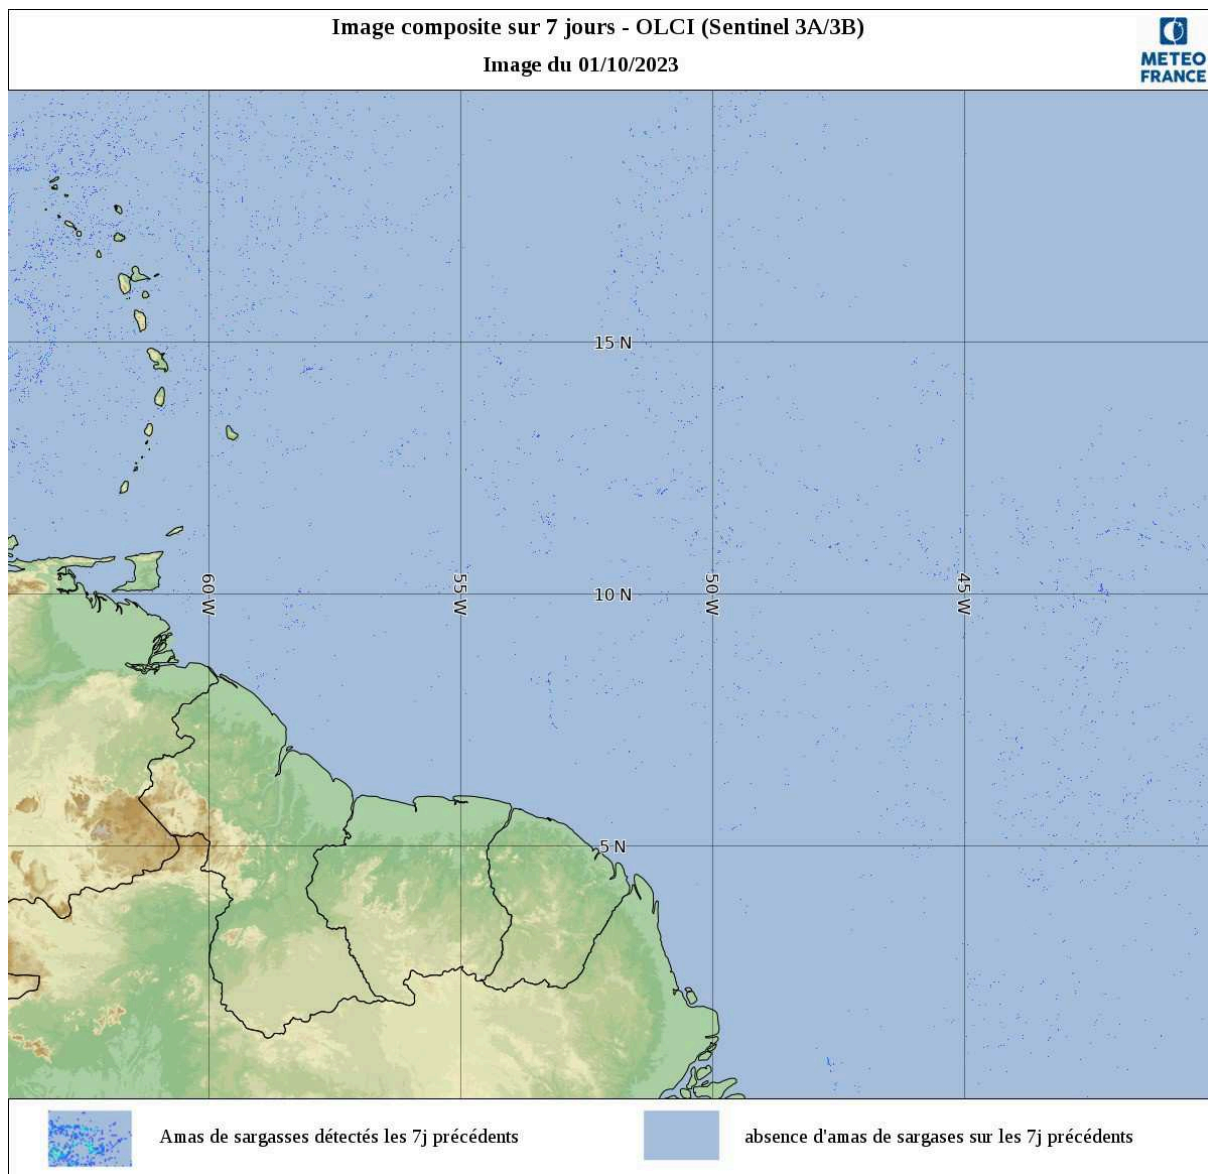 Image composite sur 7 jours - OLCI (Sentinel 3A/3B)
Image du 01/10/2023
METEO
FRANCE
15 N
60 W
55 W
10 N
50 W
45 W
5 N
Amas de sargasses détectés les 7j précédents
absence d'amas de sargases sur les 7j précédents